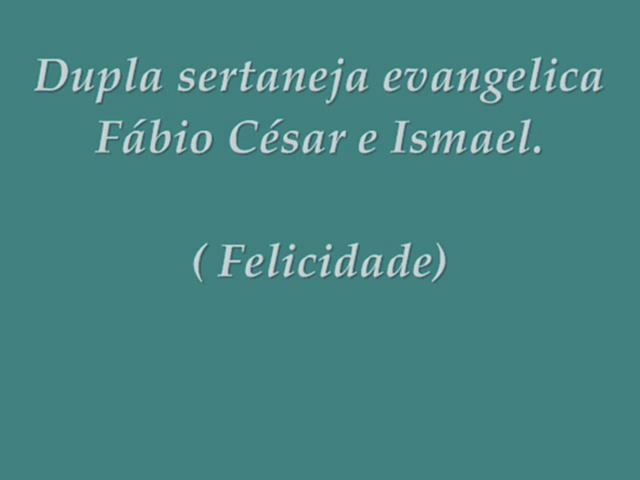 Dupla sertaneja evangelica
Fábio César e Ismael.
( Felicidade)